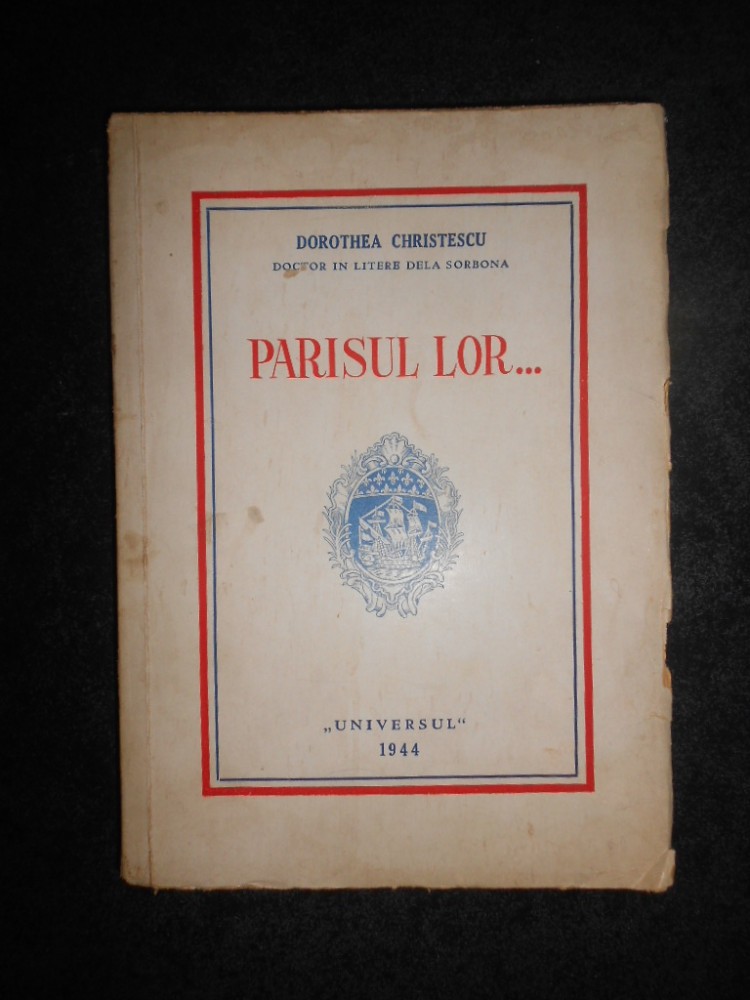 DOROTHEA CHRISTESCU
DOCTOR IN LITERE DELA SORBONA
PARISUL LOR...
„UNIVERSUL“
1944